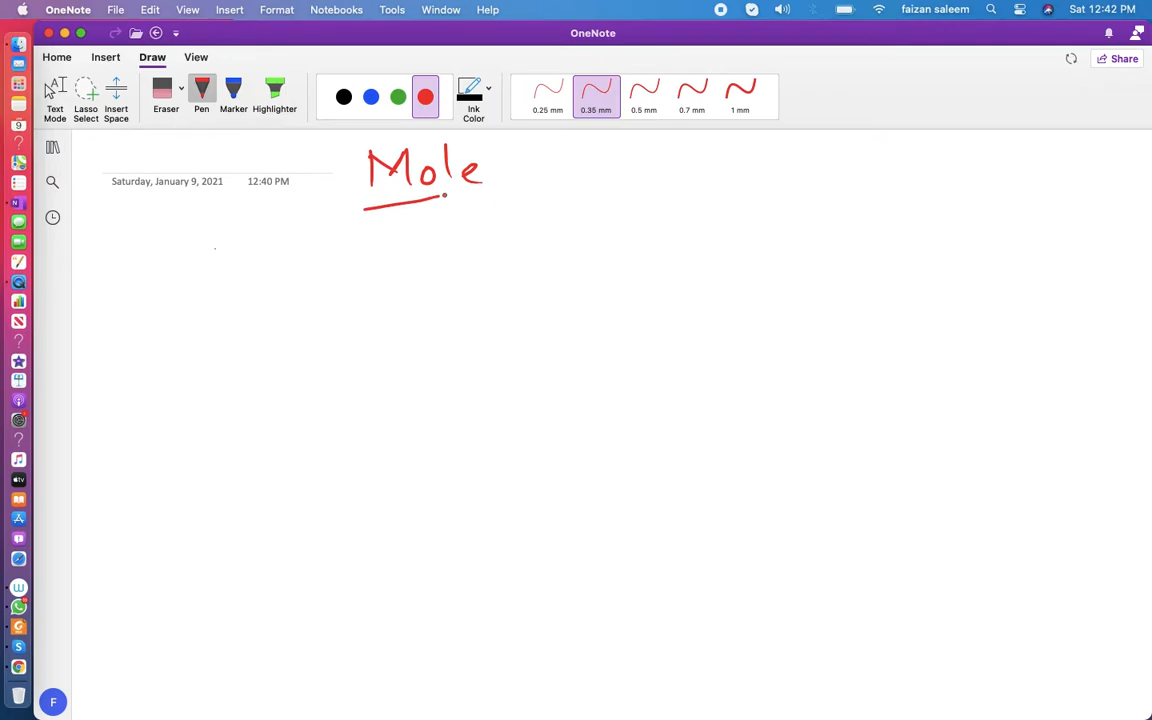 OneNote File Edit View Insert Format Notebooks Tools Window Help faizan saleem Sat 12:42 PM
OneNote
Home Insert Draw View Share
Text Mode
Lasso Select
Insert Space
Eraser
Pen
Marker
Highlighter
Ink Color
0.25 mm
0.35 mm
0.5 mm
0.7 mm
1 mm
Mole
Saturday, January 9, 2021 12:40 PM
9
tv
F